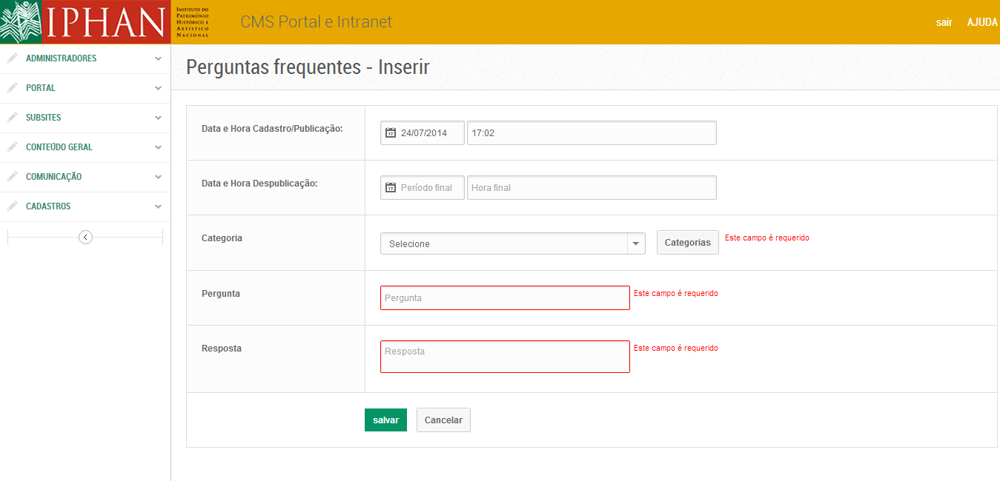 IPHAN
INSTITUTO DO
PATRIMÔNIO
HISTÓRICO E
ARTÍSTICO
NACIONAL
CMS Portal e Intranet
sair AJUDA
ADMINISTRADORES
PORTAL
SUBSITES
CONTEÚDO GERAL
COMUNICAÇÃO
CADASTROS
Perguntas frequentes - Inserir
Data e Hora Cadastro/Publicação: 17 24/07/2014 17:02
Data e Hora Despublicação: 17 Período final Hora final
Categoria Selecione Categorias Este campo é requerido
Pergunta Pergunta Este campo é requerido
Resposta Resposta Este campo é requerido
salvar Cancelar